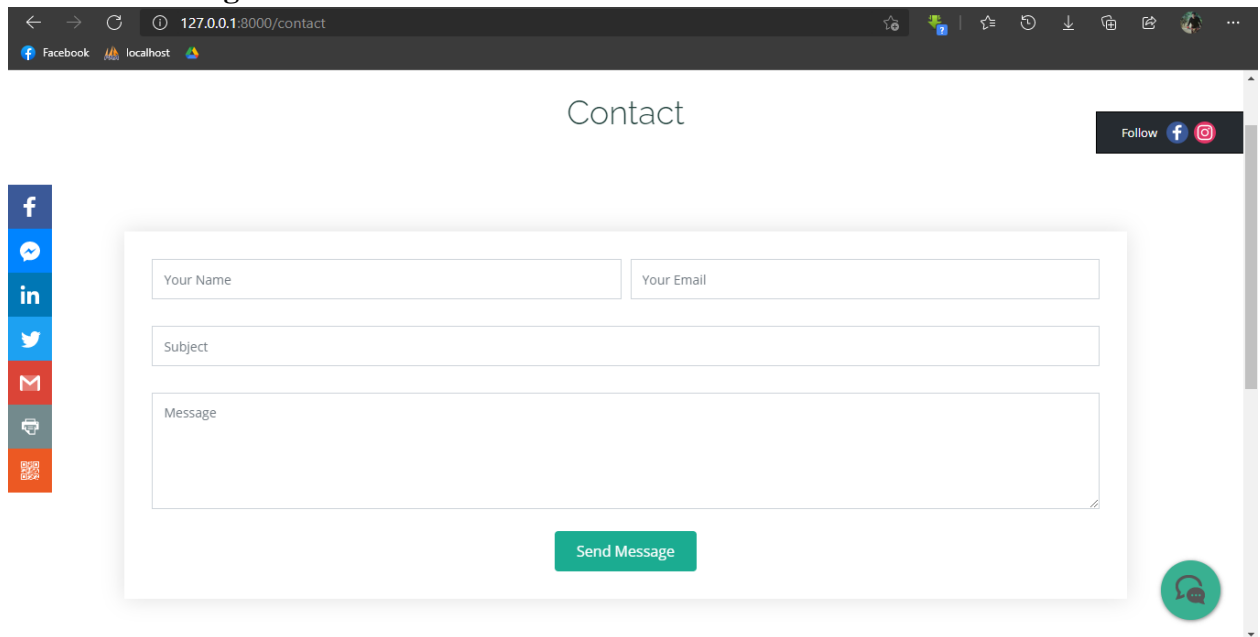 127.0.0.1:8000/contact
Facebook localhost
Contact
Follow
Your Name Your Email
Subject
Message
Send Message